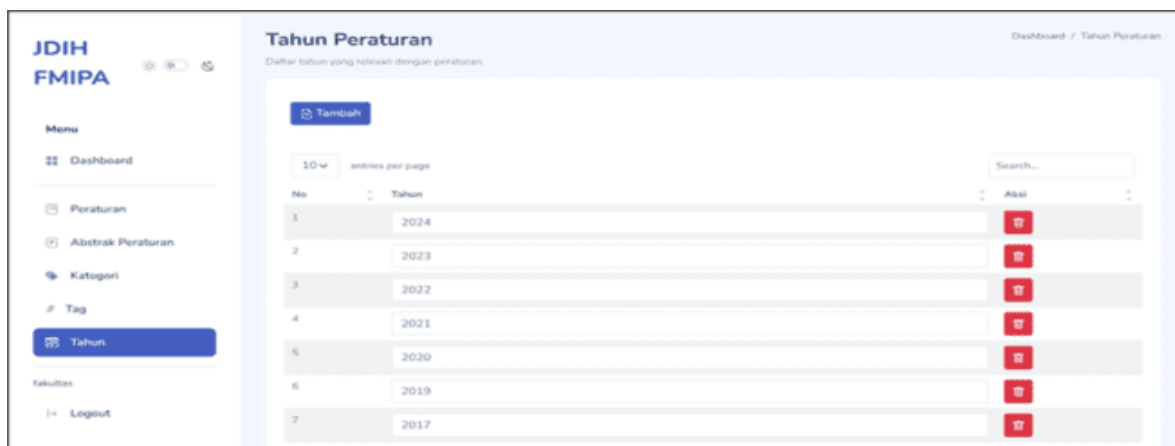 JDIH
FMIPA
Menu
Dashboard
Peraturan
Abstrak Peraturan
Kategori
# Tag
Tahun
fakultas
Logout
Tahun Peraturan
Dashboard / Tahun Peraturan
Daftar tahun yang relevan dengan peraturan.
Tambah
10 entries per page
Search...
No Tahun Aksi
1 2024
2 2023
3 2022
4 2021
5 2020
6 2019
7 2017